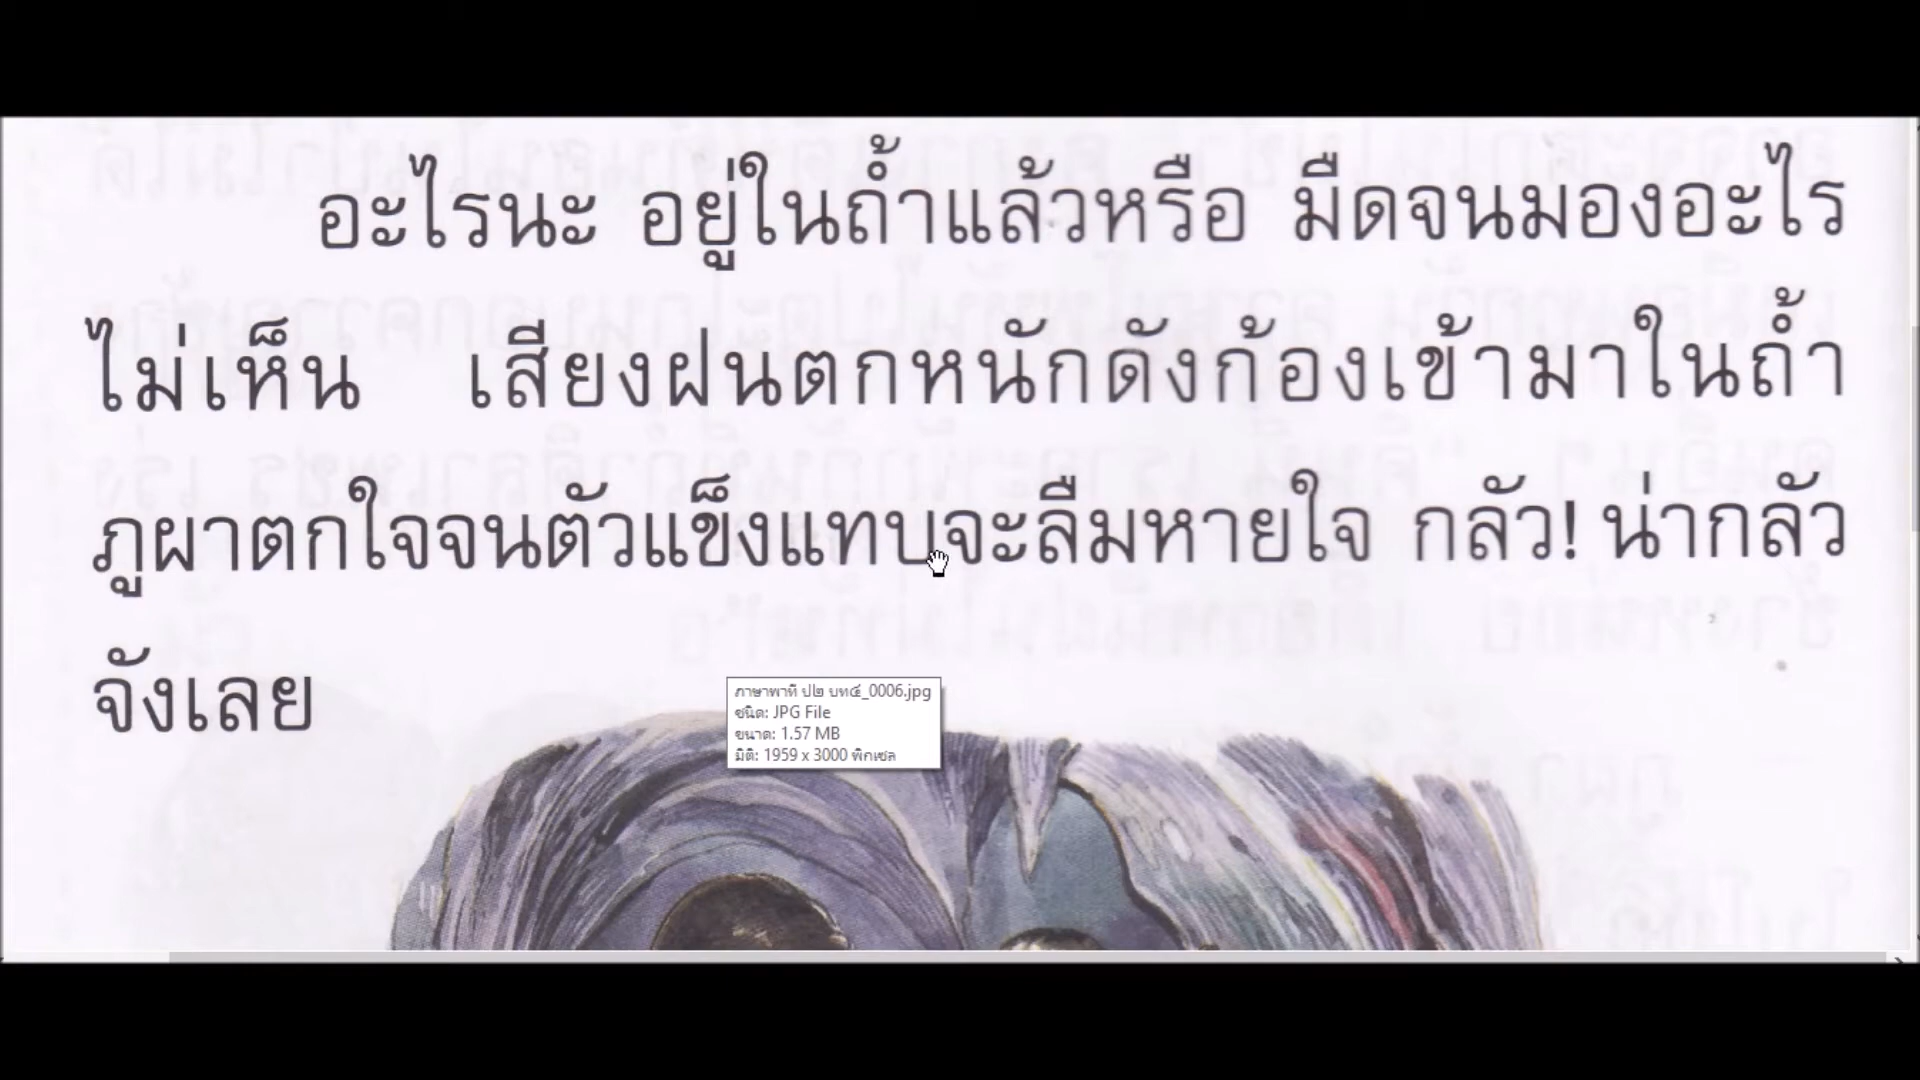 อะไรนะ อยู่ในถ้ำแล้วหรือ มืดจนมองอะไร
ไม่เห็น เสียงฝนตกหนักดังก้องเข้ามาในถ้ำ
ภูผาตกใจจนตัวแข็งแทบจะลืมหายใจ กลัว! น่ากลัว
จังเลย
ภาษาพาที ป๒ บท๔_0006.jpg
ชนิด: JPG File
ขนาด: 1.57 MB
มิติ: 1959 x 3000 พิกเซล